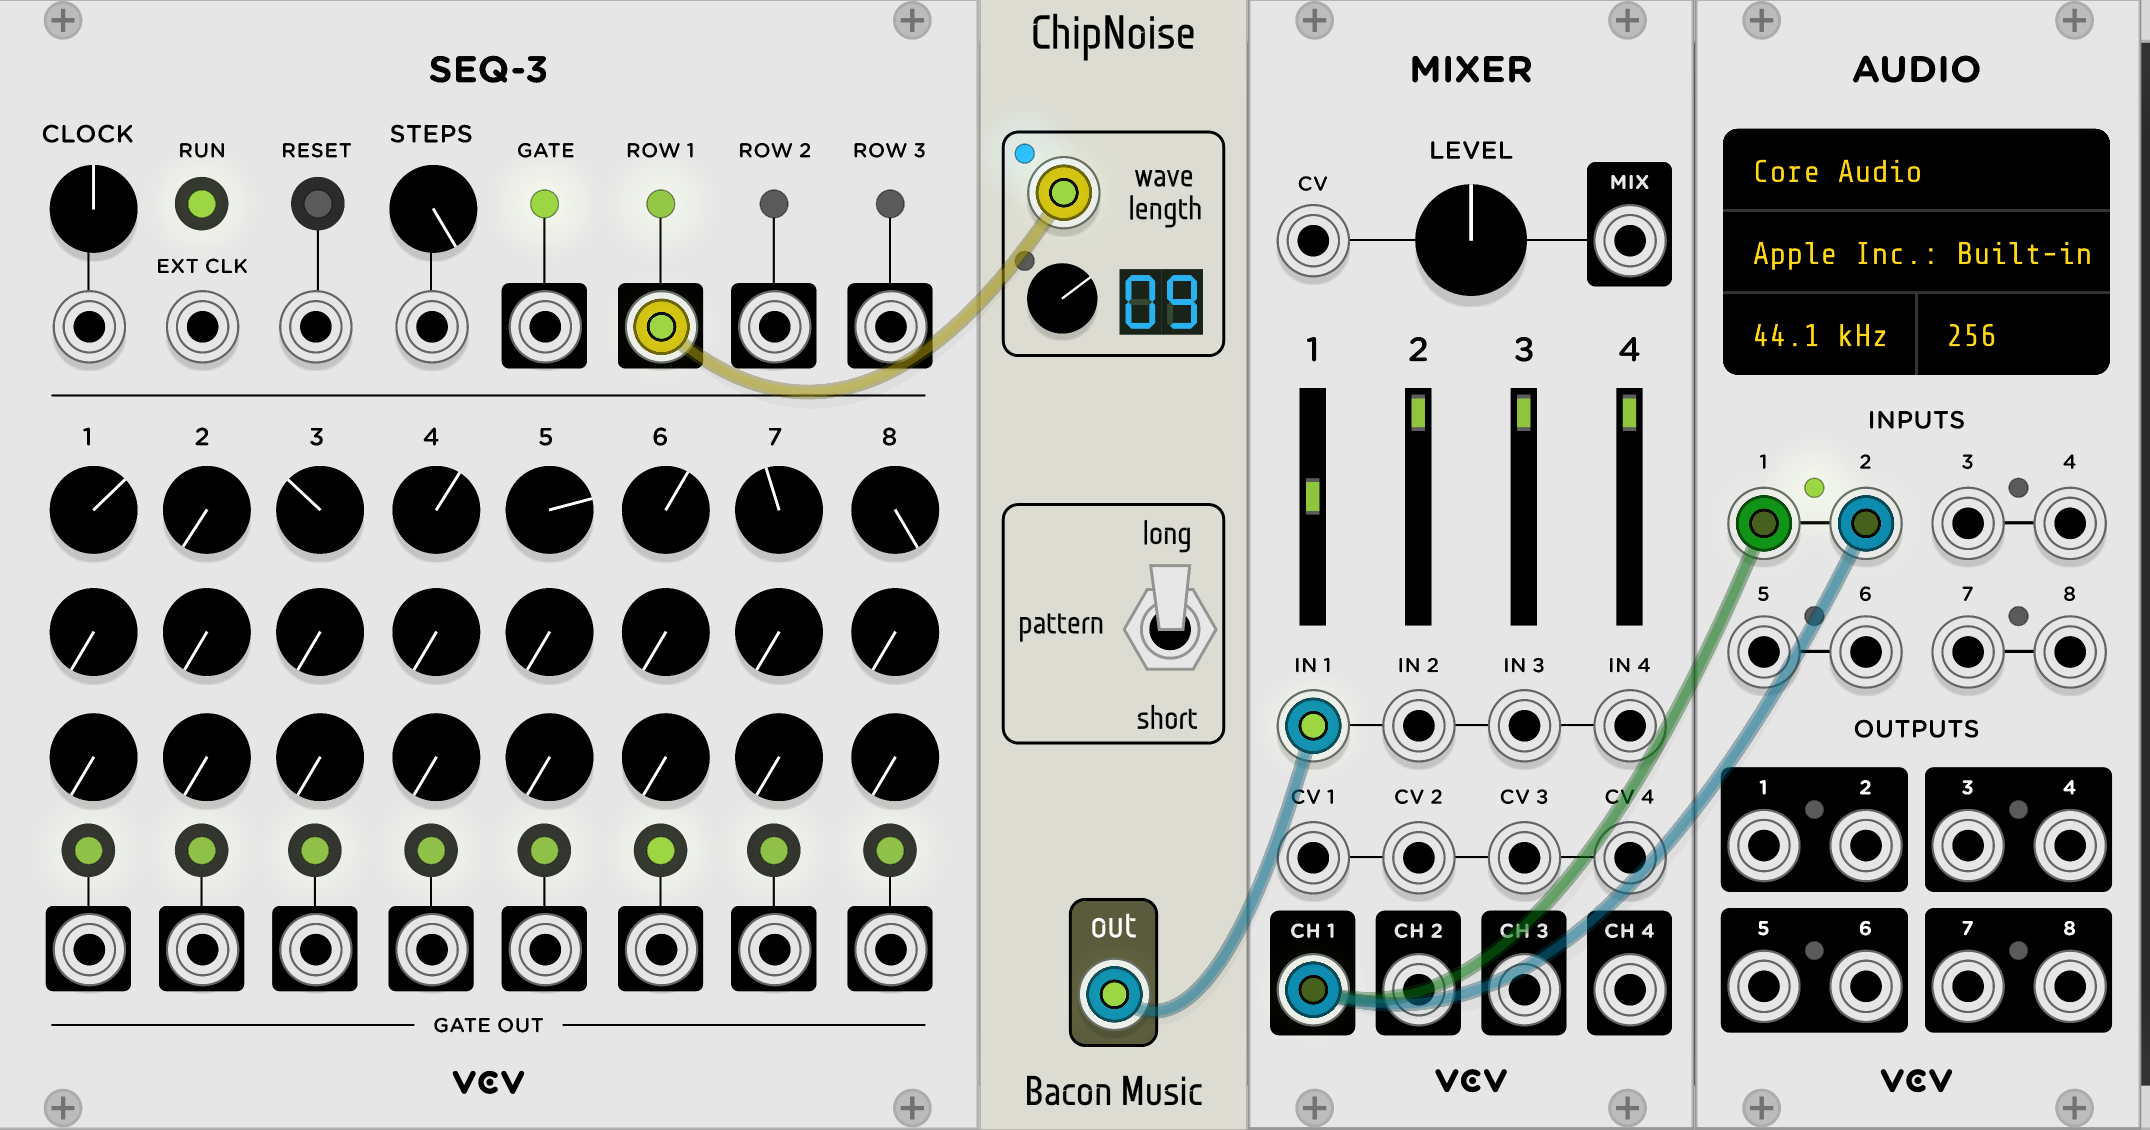 SEQ-3
CLOCK
RUN
RESET
STEPS
GATE
ROW 1
ROW 2
ROW 3
EXT CLK
1 2 3 4 5 6 7 8
GATE OUT
VCV
ChipNoise
wave
length
09
long
pattern
short
out
Bacon Music
MIXER
LEVEL
CV
MIX
1 2 3 4
IN 1 IN 2 IN 3 IN 4
CV 1 CV 2 CV 3 CV 4
CH 1 CH 2 CH 3 CH 4
VCV
AUDIO
Core Audio
Apple Inc.: Built-in
44.1 kHz 256
INPUTS
1 2 3 4
5 6 7 8
OUTPUTS
1 2 3 4
5 6 7 8
VCV